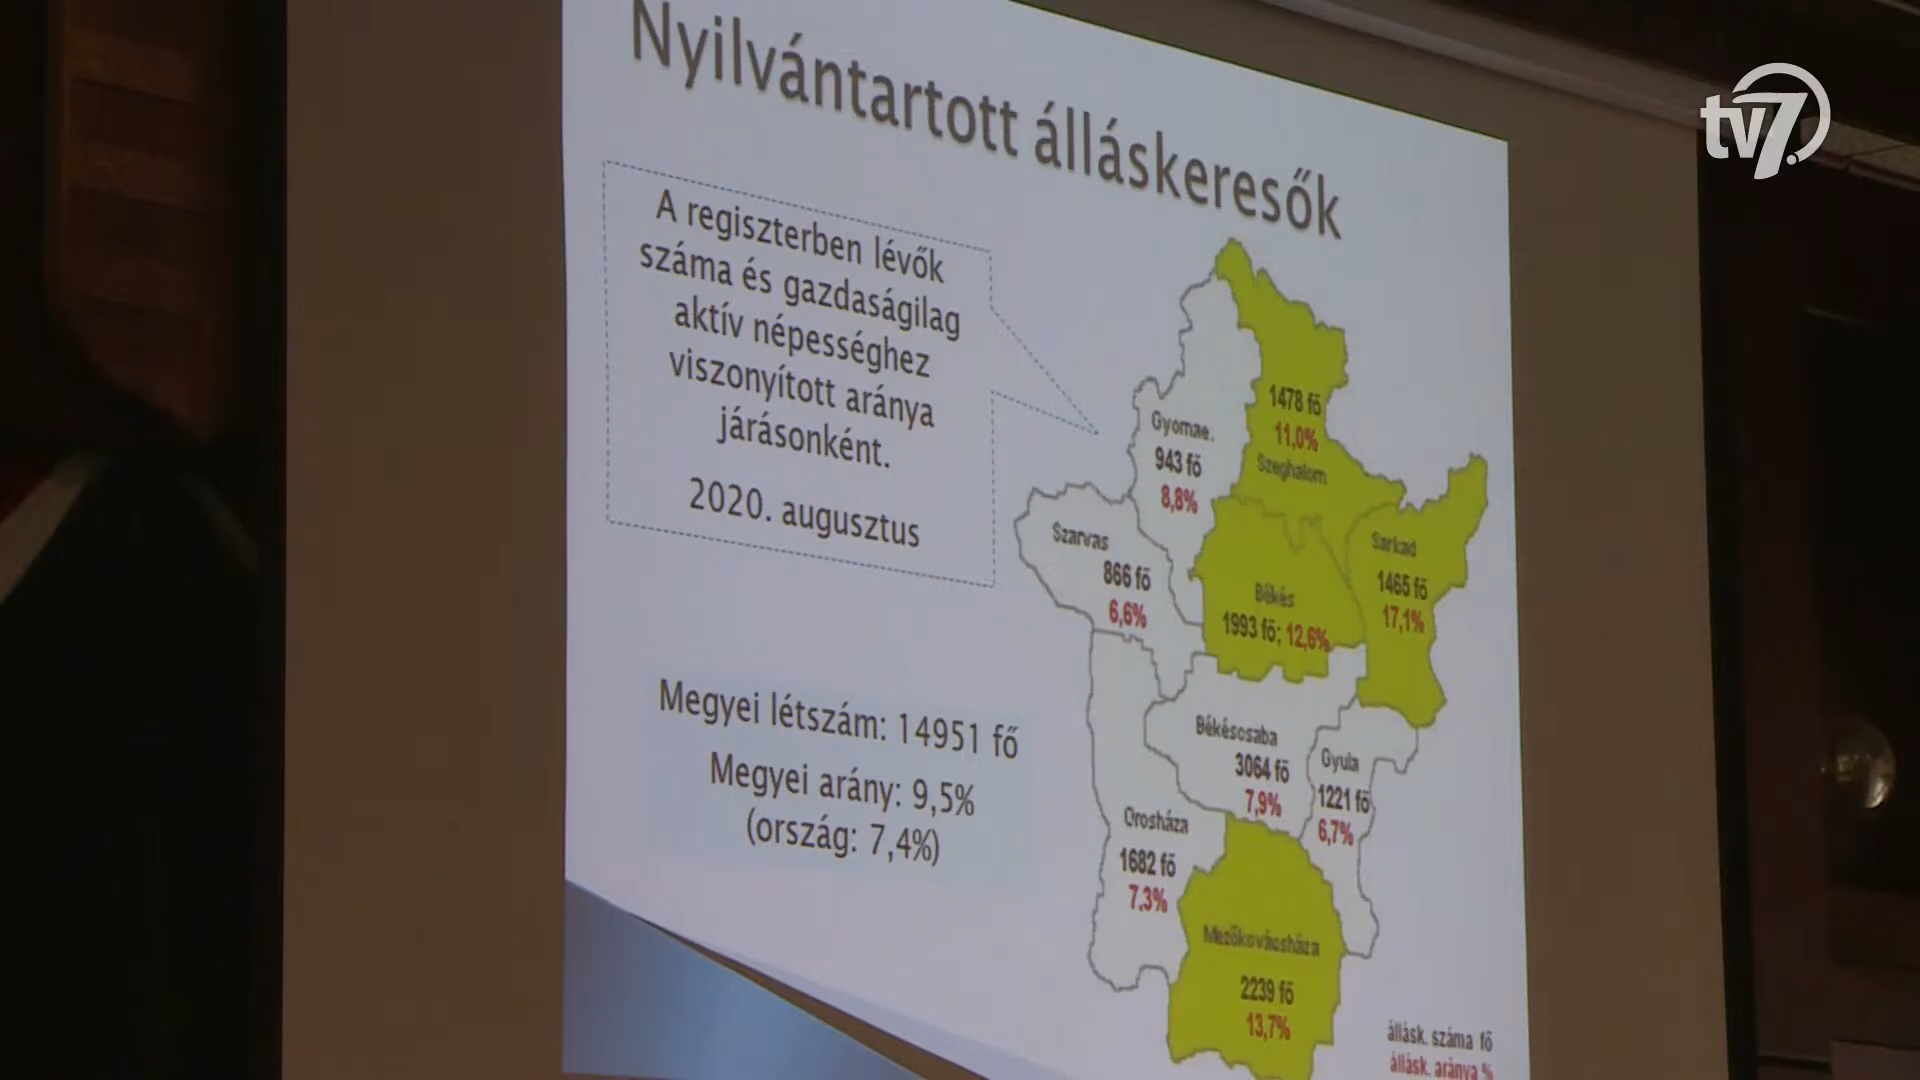 Nyilvántartott álláskeresők
tv7.
A regiszterben lévők
száma és gazdaságilag
aktív népességhez
viszonyított aránya
járásonként.
2020. augusztus
1478 fő
11,0%
Szeghalom
Gyomae.
943 fő
8,8%
Szarvas
866 fő
6,6%
Sarkad
1465 fő
17,1%
Békés
1993 fő; 12,6%
Megyei létszám: 14951 fő
Megyei arány: 9,5%
(ország: 7,4%)
Békéscsaba
3064 fő
7,9%
Gyula
1221 fő
6,7%
Orosháza
1682 fő
7,3%
Mezőkovácsháza
2239 fő
13,7%
állásk. száma fő
állásk. aránya %